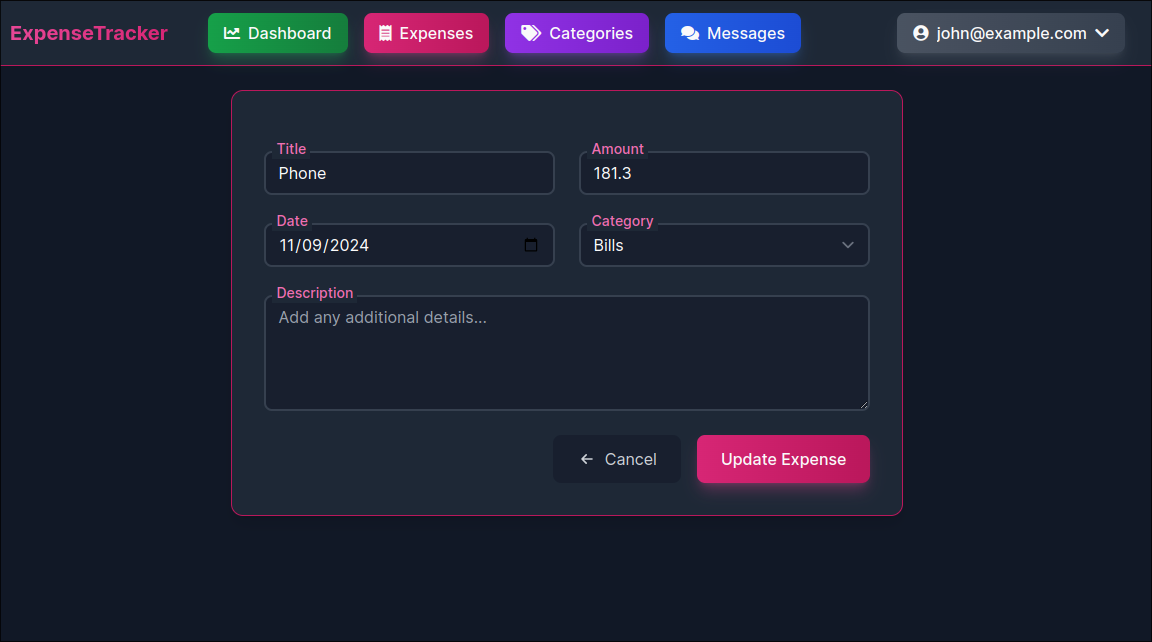 ExpenseTracker Dashboard Expenses Categories Messages john@example.com
Title Amount
Phone 181.3
Date Category
11/09/2024 Bills
Description
Add any additional details...
Cancel Update Expense